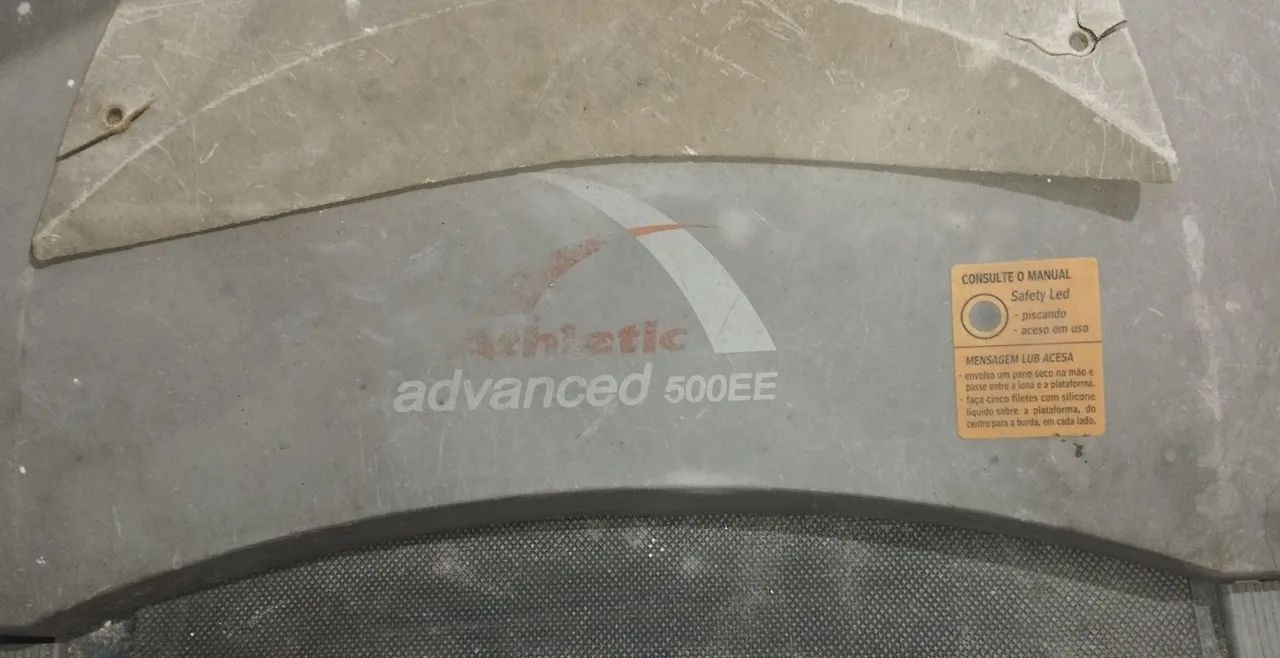 Athletic
advanced 500EE
CONSULTE O MANUAL
Safety Led
- piscando
- aceso em uso
MENSAGEM LUB ACESA
- envolva um pano seco na mão e
passe entre a lona e a plataforma.
- faça cinco filetes com silicone
líquido sobre a plataforma, do
centro para a borda, em cada lado.